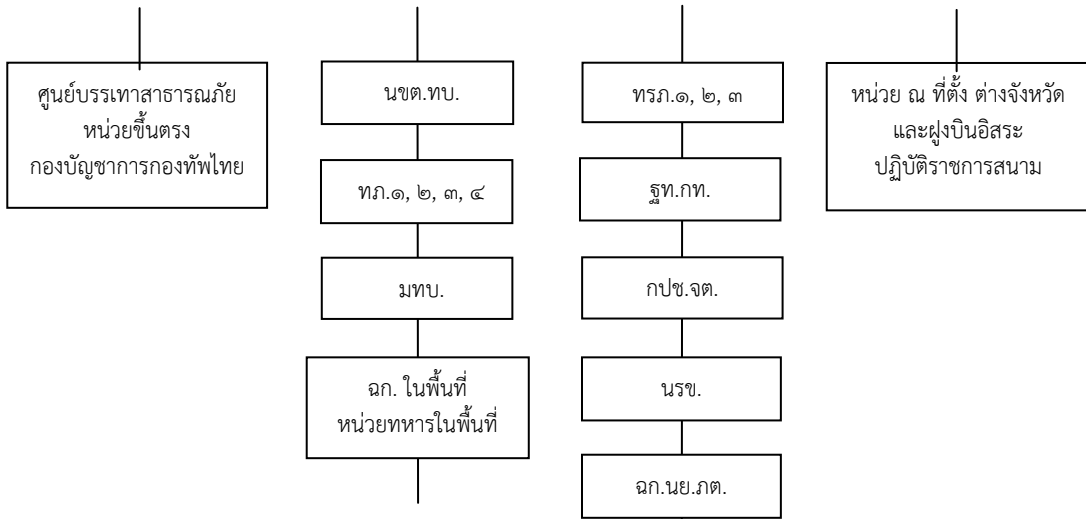 ศูนย์บรรเทาสาธารณภัย
หน่วยขึ้นตรง
กองบัญชาการกองทัพไทย
นขต.ทบ.
ทภ.๑, ๒, ๓, ๔
มทบ.
ฉก. ในพื้นที่
หน่วยทหารในพื้นที่
ทรภ.๑, ๒, ๓
ฐท.กท.
กปช.จต.
นรข.
ฉก.นย.ภต.
หน่วย ณ ที่ตั้ง ต่างจังหวัด
และฝูงบินอิสระ
ปฏิบัติราชการสนาม